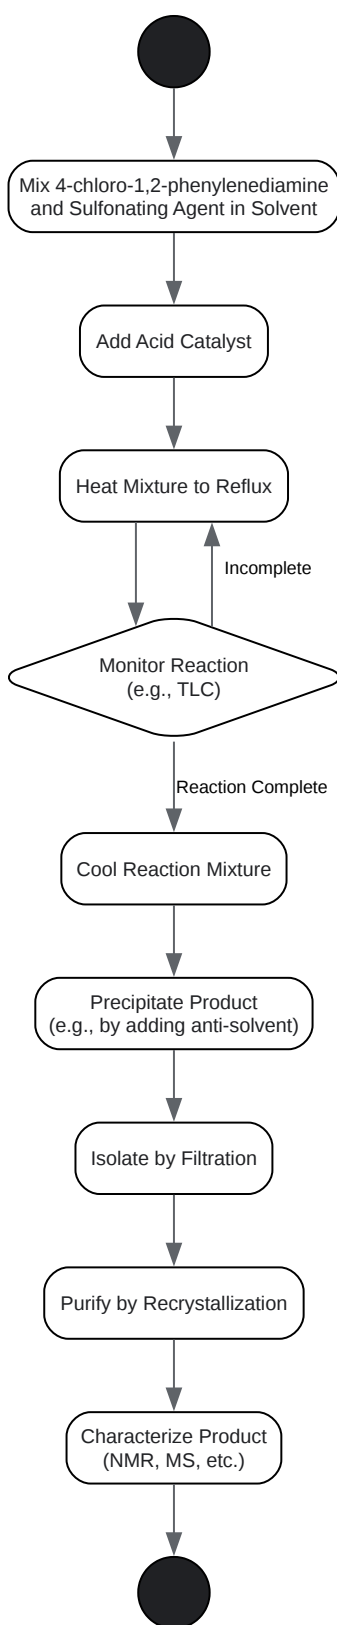 Mix 4-chloro-1,2-phenylenediamine
and Sulfonating Agent in Solvent
Add Acid Catalyst
Heat Mixture to Reflux
Incomplete
Monitor Reaction
(e.g., TLC)
Reaction Complete
Cool Reaction Mixture
Precipitate Product
(e.g., by adding anti-solvent)
Isolate by Filtration
Purify by Recrystallization
Characterize Product
(NMR, MS, etc.)